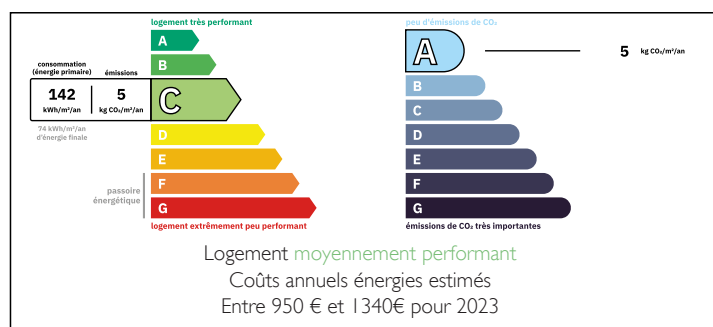 logement très performant
A
B
consommation
(énergie primaire)
émissions
142
kWh/m²/an
5
kg CO₂/m²/an
C
74 kWh/m²/an
d'énergie finale
D
E
F
G
passoire
énergétique
logement extrêmement peu performant
peu d'émissions de CO₂
A
5 kg CO₂/m²/an
B
C
D
E
F
G
émissions de CO₂ très importantes
Logement moyennement performant
Coûts annuels énergies estimés
Entre 950 € et 1340€ pour 2023